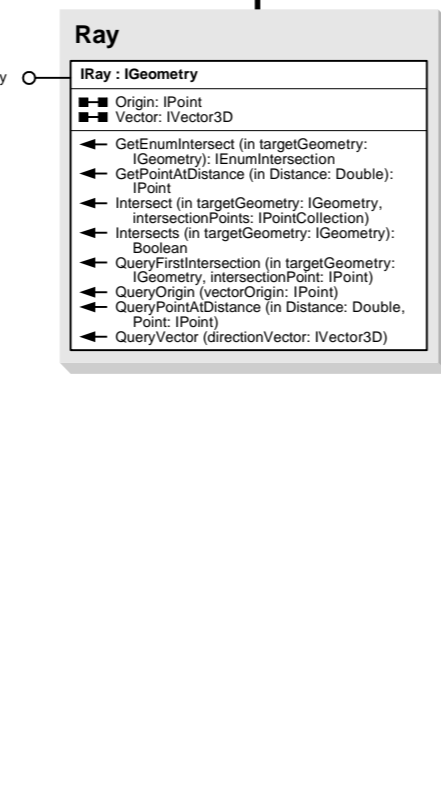 Ray
y
IRay : IGeometry
Origin: IPoint
Vector: IVector3D
GetEnumIntersect (in targetGeometry:
IGeometry): IEnumIntersection
GetPointAtDistance (in Distance: Double):
IPoint
Intersect (in targetGeometry: IGeometry,
intersectionPoints: IPointCollection)
Intersects (in targetGeometry: IGeometry):
Boolean
QueryFirstIntersection (in targetGeometry:
IGeometry, intersectionPoint: IPoint)
QueryOrigin (vectorOrigin: IPoint)
QueryPointAtDistance (in Distance: Double,
Point: IPoint)
QueryVector (directionVector: IVector3D)